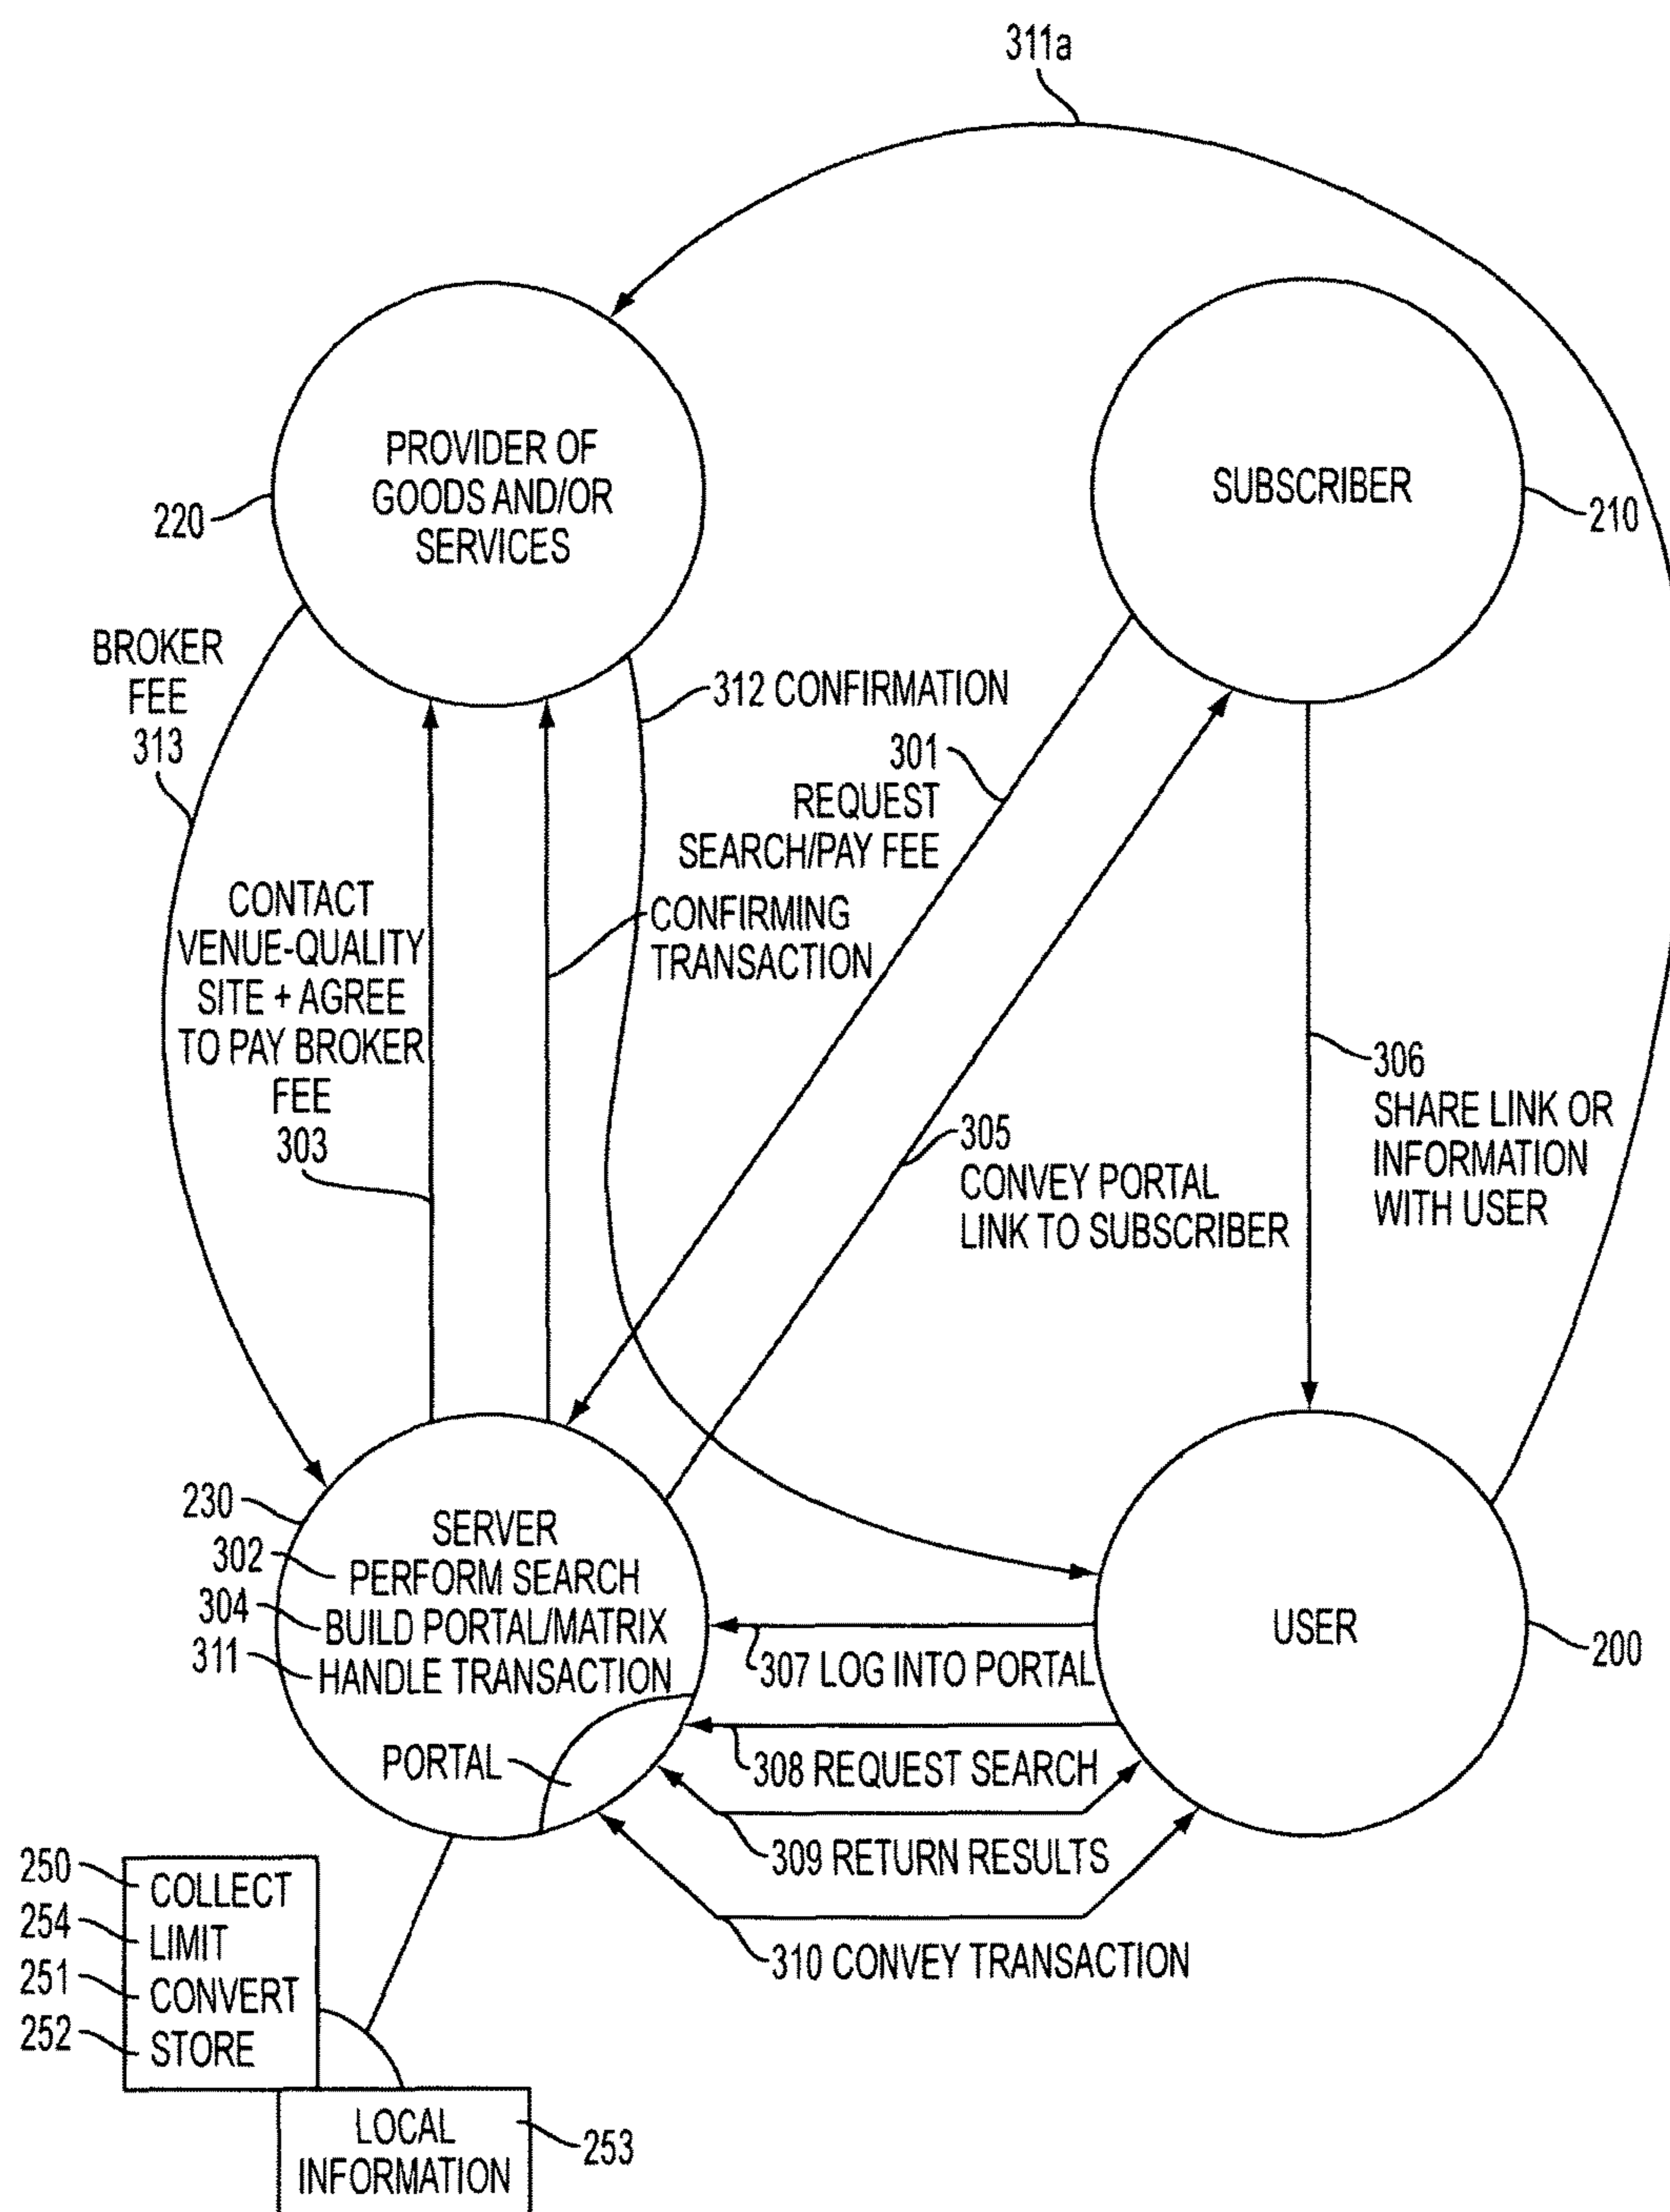 311a
PROVIDER OF
GOODS AND/OR
SERVICES
220
SUBSCRIBER
210
BROKER
FEE
313
312 CONFIRMATION
301
REQUEST
SEARCH/PAY FEE
CONTACT
VENUE-QUALITY
SITE + AGREE
TO PAY BROKER
FEE
303
CONFIRMING
TRANSACTION
306
SHARE LINK OR
INFORMATION
WITH USER
305
CONVEY PORTAL
LINK TO SUBSCRIBER
230
SERVER
302 PERFORM SEARCH
304 BUILD PORTAL/MATRIX
311 HANDLE TRANSACTION
PORTAL
USER
200
307 LOG INTO PORTAL
308 REQUEST SEARCH
309 RETURN RESULTS
310 CONVEY TRANSACTION
250 COLLECT
254 LIMIT
251 CONVERT
252 STORE
LOCAL
INFORMATION
253